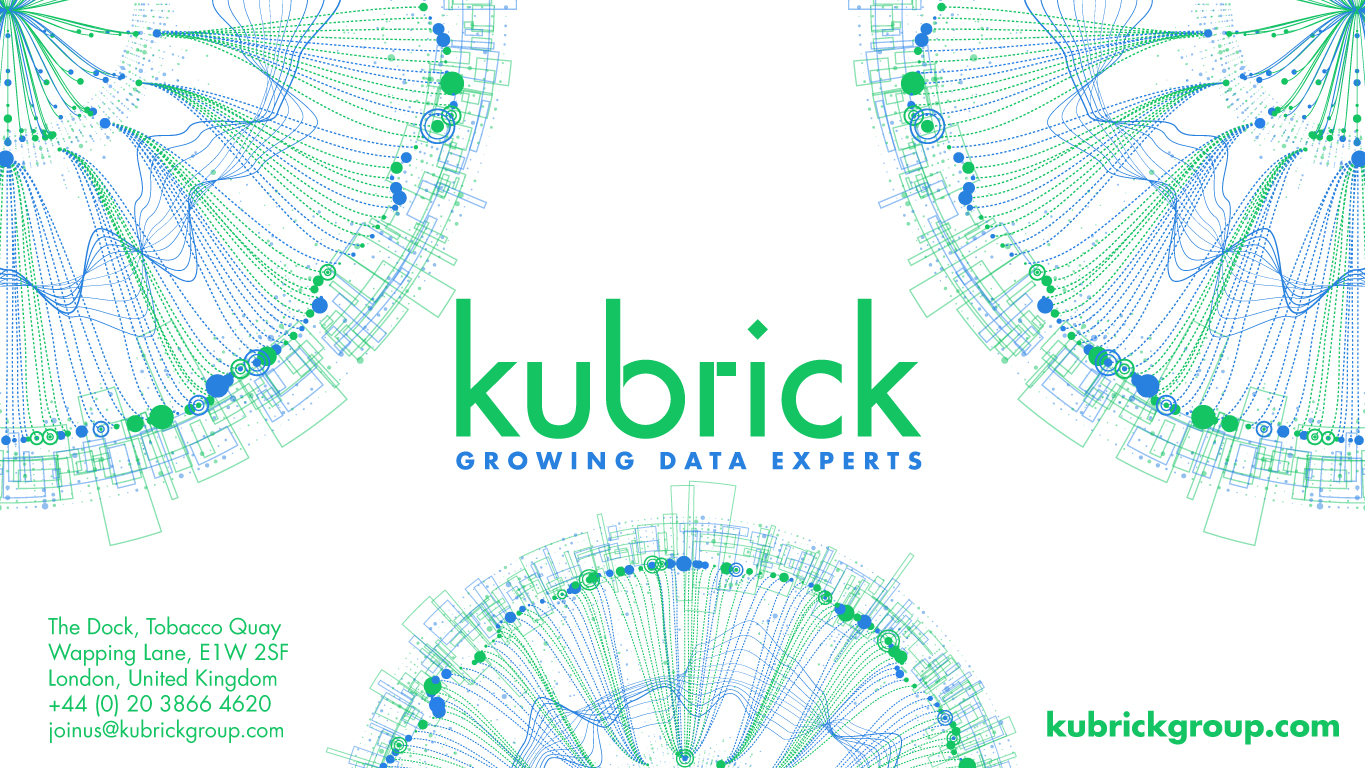 kubrick
GROWING DATA EXPERTS
The Dock, Tobacco Quay
Wapping Lane, E1W 2SF
London, United Kingdom
+44 (0) 20 3866 4620
joinus@kubrickgroup.com
kubrickgroup.com